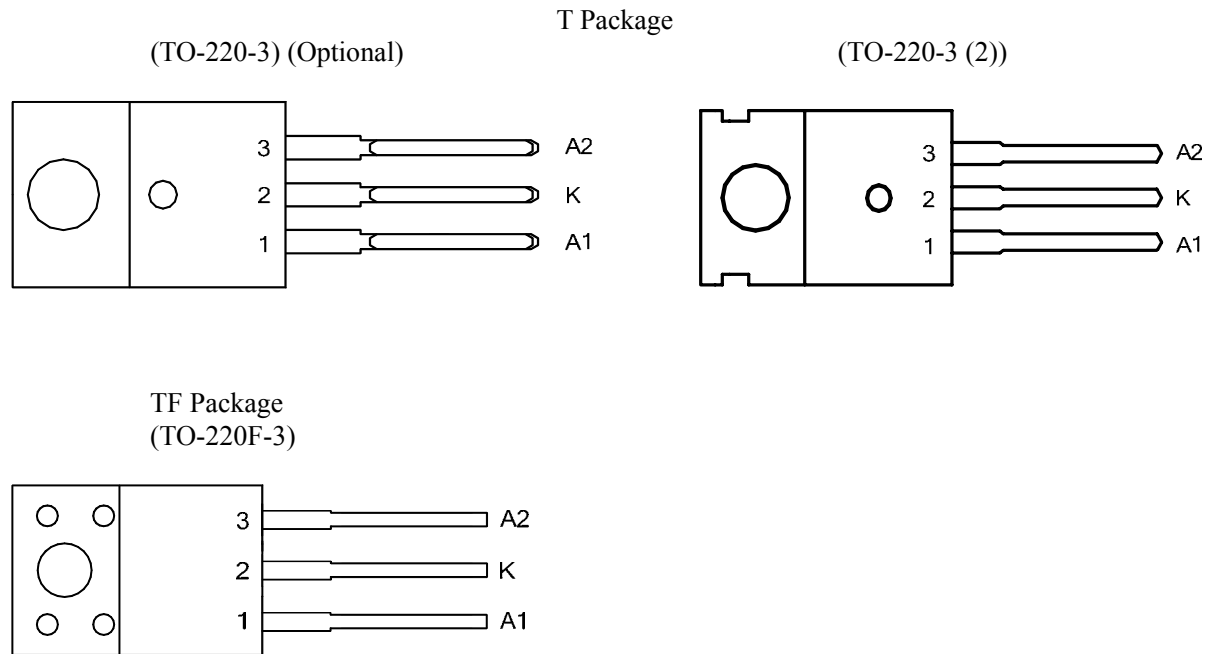 T Package
(TO-220-3) (Optional)
(TO-220-3 (2))
3 A2
2 K
1 A1
3 A2
2 K
1 A1
TF Package
(TO-220F-3)
3 A2
2 K
1 A1